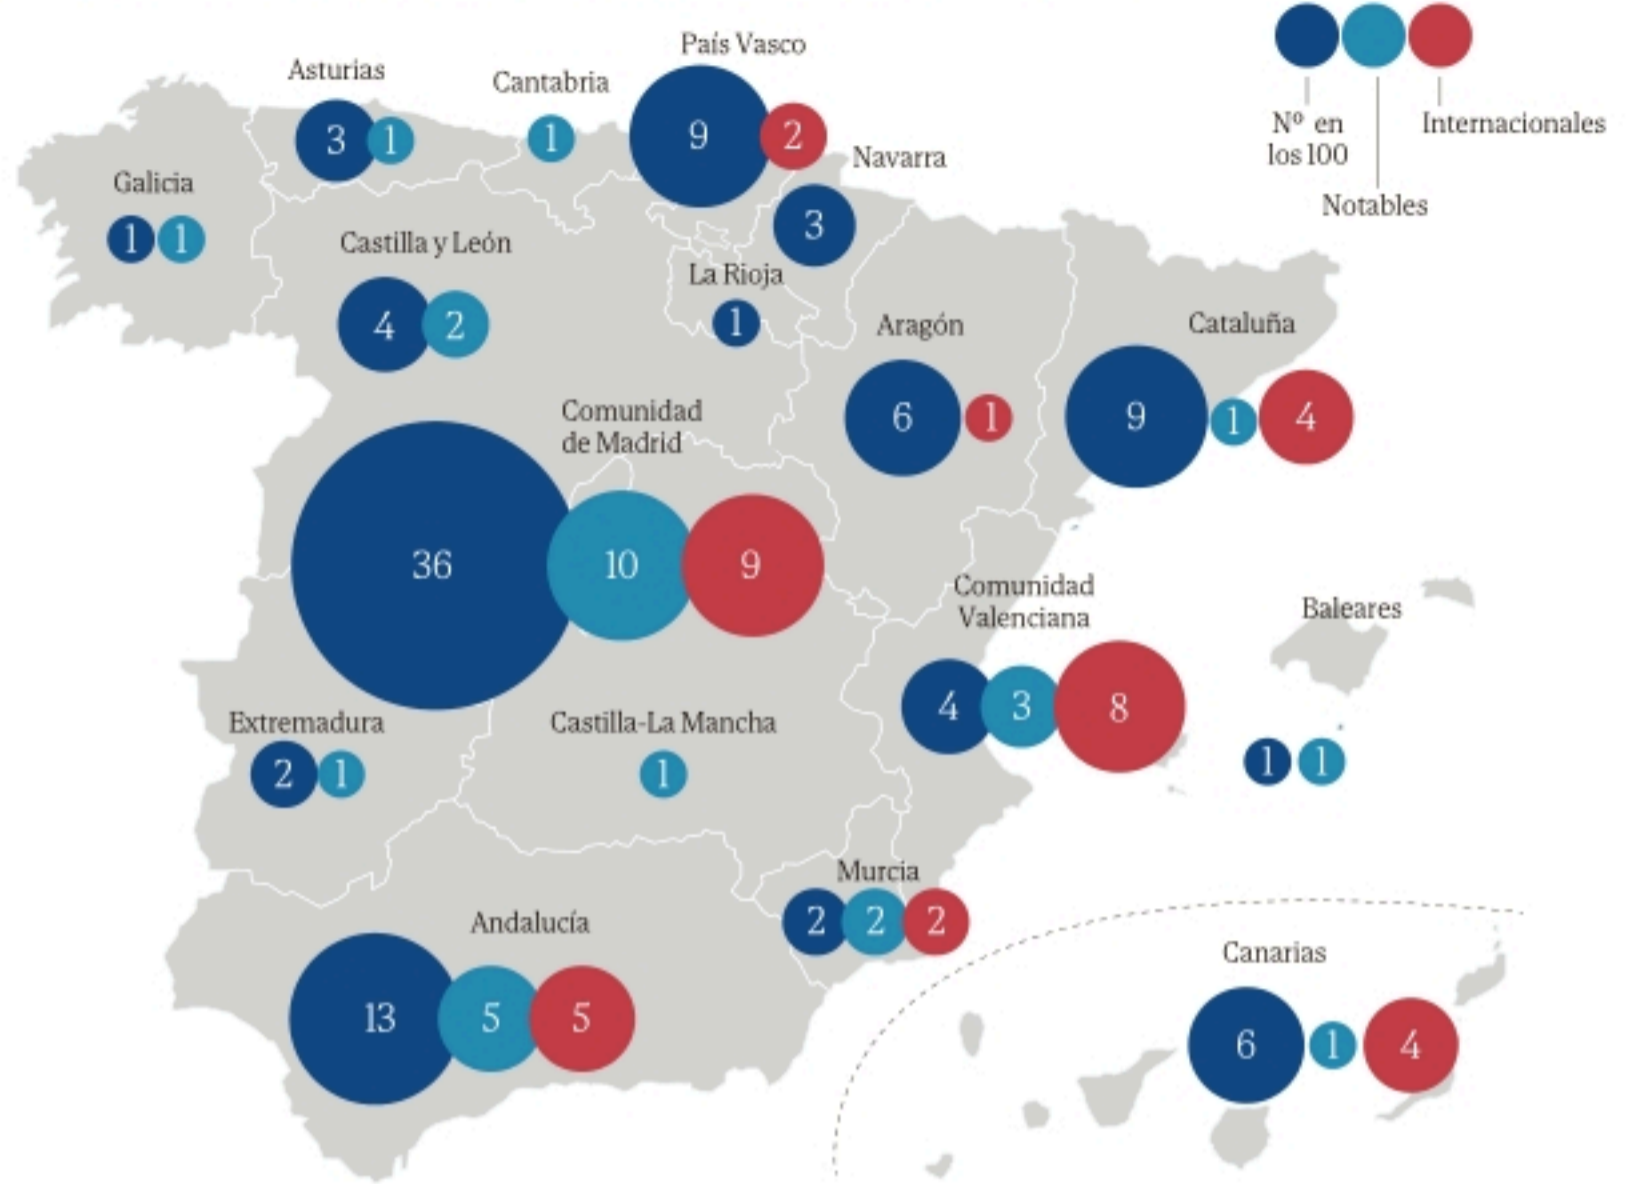 Nº en
los 100
Notables
Internacionales
Asturias
3
1
Cantabria
1
País Vasco
9
2
Navarra
3
Galicia
1
1
Castilla y León
4
2
La Rioja
1
Aragón
6
1
Cataluña
9
1
4
Comunidad
de Madrid
36
10
9
Comunidad
Valenciana
4
3
8
Baleares
1
1
Extremadura
2
1
Castilla-La Mancha
1
Murcia
2
2
2
Andalucía
13
5
5
Canarias
6
1
4